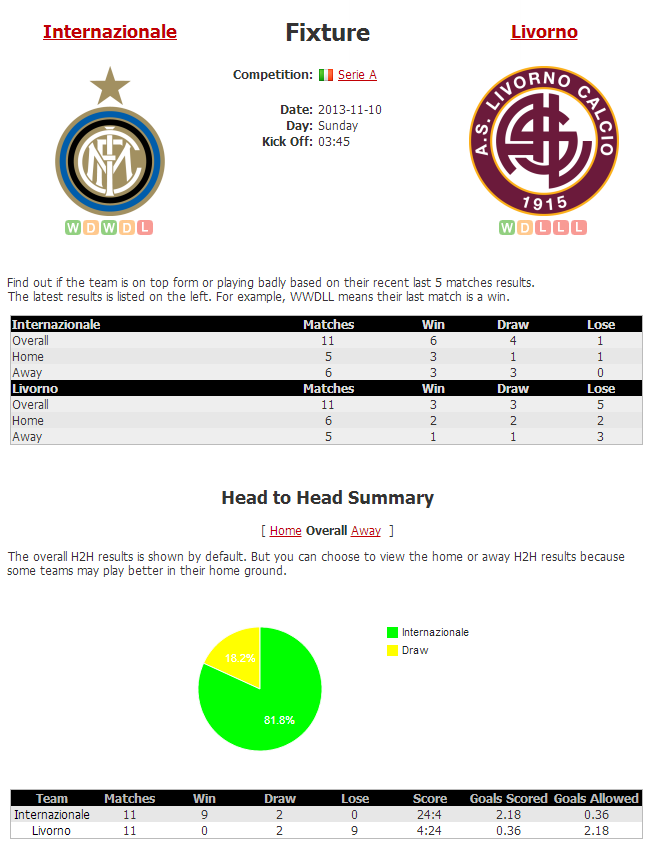 Internazionale
Fixture
Livorno
Competition: Serie A
Date: 2013-11-10
Day: Sunday
Kick Off: 03:45
A.S. LIVORNO CALCIO
1915
W D W D L
W D L L L
Find out if the team is on top form or playing badly based on their recent last 5 matches results.
The latest results is listed on the left. For example, WWDLL means their last match is a win.
Internazionale Matches Win Draw Lose
Overall 11 6 4 1
Home 5 3 1 1
Away 6 3 3 0
Livorno Matches Win Draw Lose
Overall 11 3 3 5
Home 6 2 2 2
Away 5 1 1 3
Head to Head Summary
[ Home Overall Away ]
The overall H2H results is shown by default. But you can choose to view the home or away H2H results because
some teams may play better in their home ground.
Internazionale
Draw
18.2%
81.8%
Team Matches Win Draw Lose Score Goals Scored Goals Allowed
Internazionale 11 9 2 0 24:4 2.18 0.36
Livorno 11 0 2 9 4:24 0.36 2.18